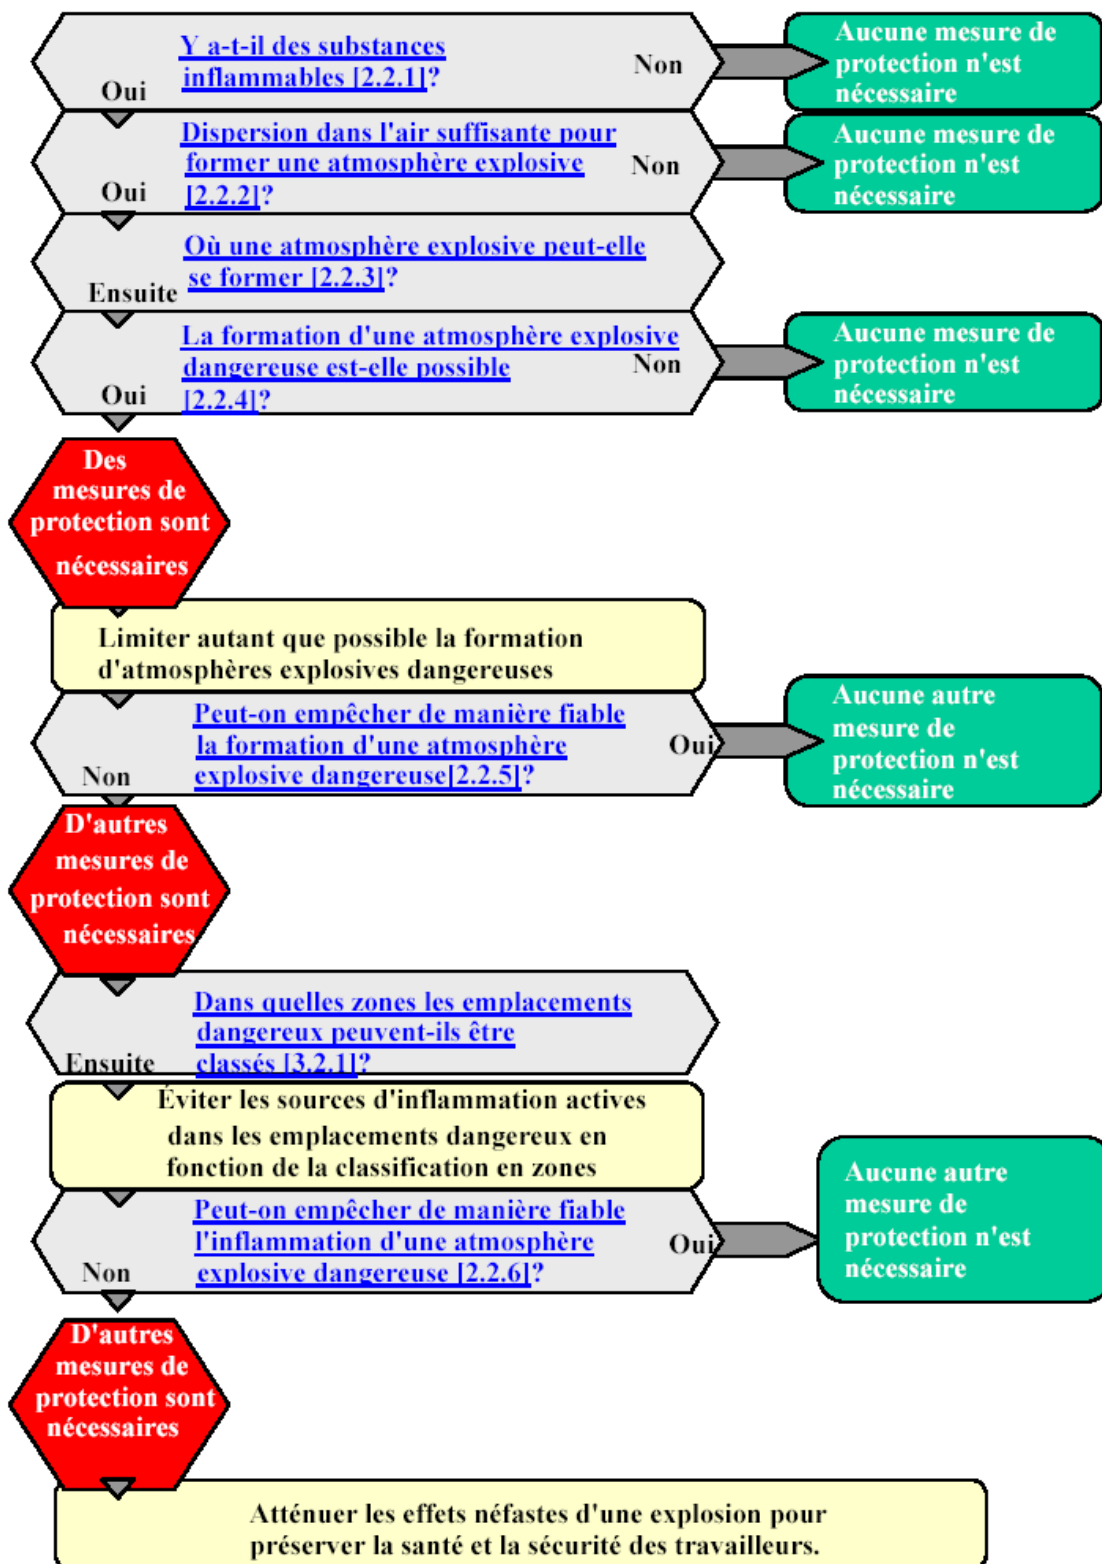 Y a-t-il des substances
inflammables [2.2.1]?
Oui
Non
Aucune mesure de
protection n'est
nécessaire
Dispersion dans l'air suffisante pour
former une atmosphère explosive
[2.2.2]?
Oui
Non
Aucune mesure de
protection n'est
nécessaire
Où une atmosphère explosive peut-elle
se former [2.2.3]?
Ensuite
La formation d'une atmosphère explosive
dangereuse est-elle possible
[2.2.4]?
Oui
Non
Aucune mesure de
protection n'est
nécessaire
Des
mesures de
protection sont
nécessaires
Limiter autant que possible la formation
d'atmosphères explosives dangereuses
Peut-on empêcher de manière fiable
la formation d'une atmosphère
explosive dangereuse[2.2.5]?
Non
Oui
Aucune autre
mesure de
protection n'est
nécessaire
D'autres
mesures de
protection sont
nécessaires
Dans quelles zones les emplacements
dangereux peuvent-ils être
classés [3.2.1]?
Ensuite
Éviter les sources d'inflammation actives
dans les emplacements dangereux en
fonction de la classification en zones
Peut-on empêcher de manière fiable
l'inflammation d'une atmosphère
explosive dangereuse [2.2.6]?
Non
Oui
Aucune autre
mesure de
protection n'est
nécessaire
D'autres
mesures de
protection sont
nécessaires
Atténuer les effets néfastes d'une explosion pour
préserver la santé et la sécurité des travailleurs.